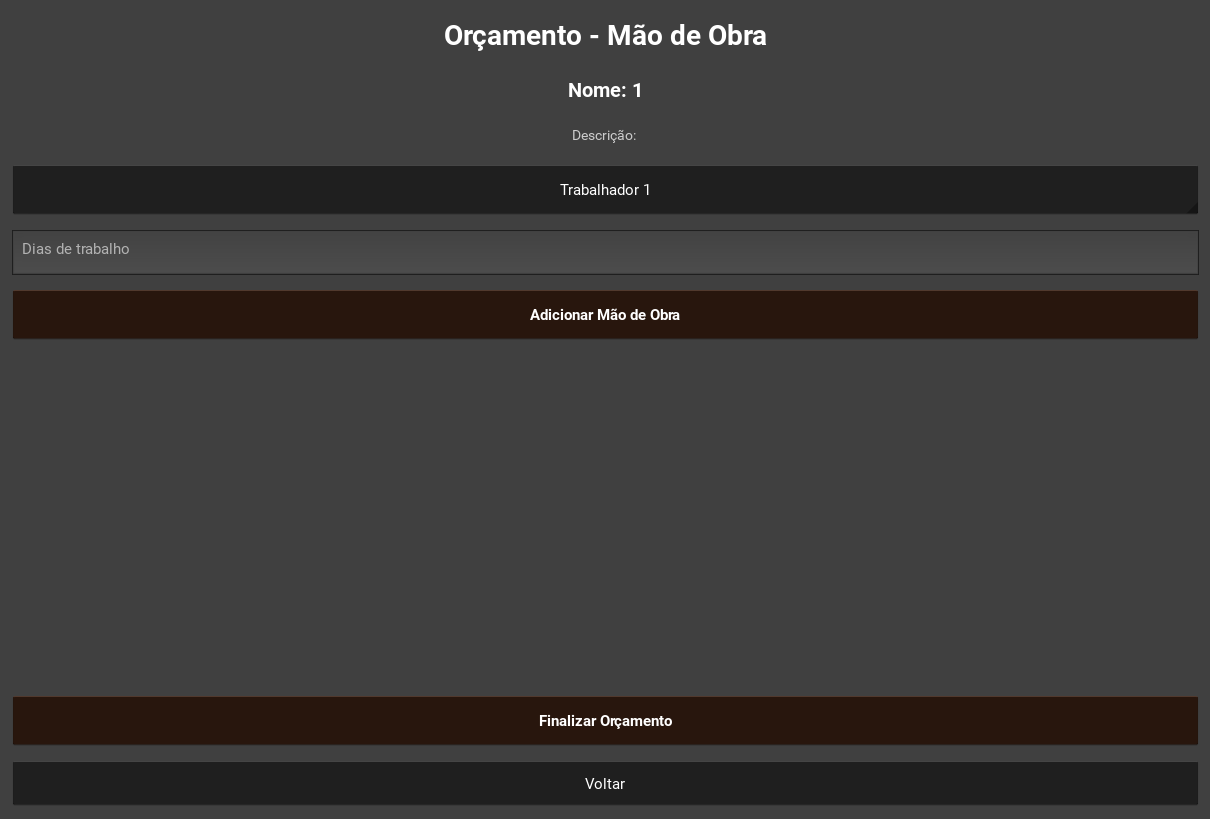 Orçamento - Mão de Obra
Nome: 1
Descrição:
Trabalhador 1
Dias de trabalho
Adicionar Mão de Obra
Finalizar Orçamento
Voltar